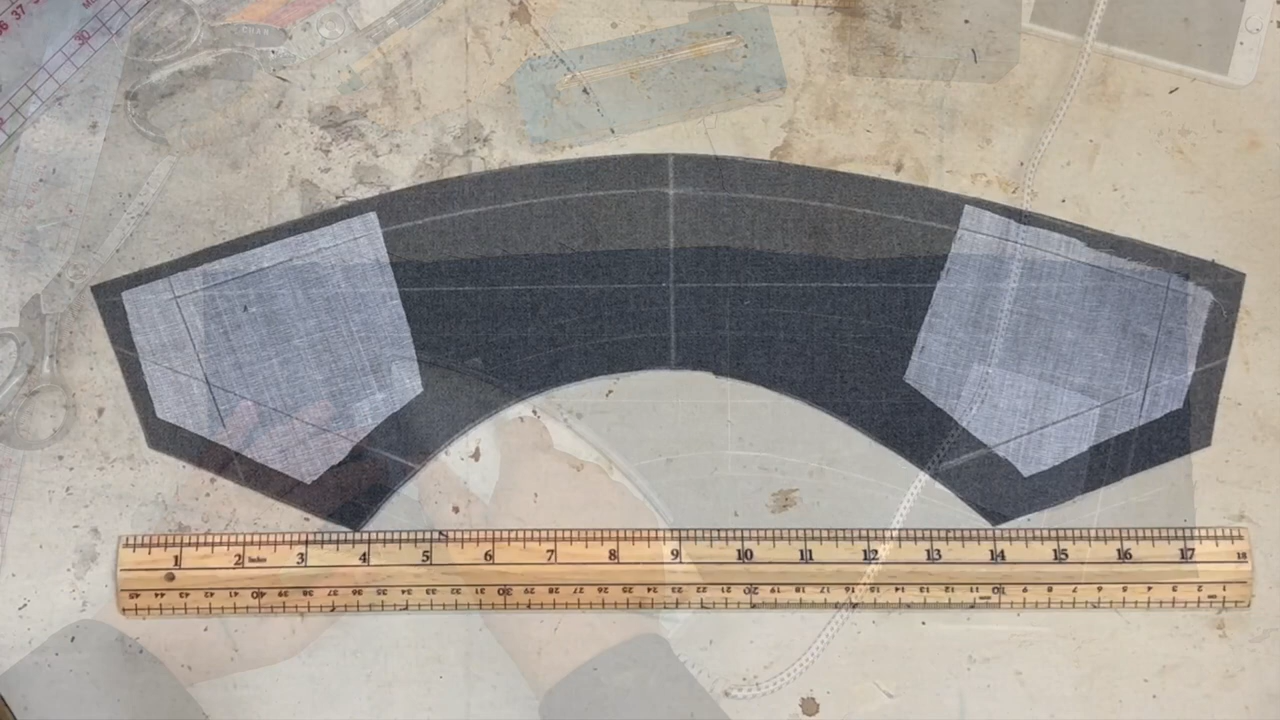 36 37
30
1 2 Inches 3 4 5 6 7 8 9 10 11 12 13 14 15 16 17 18
45 44 43 42 41 40 39 38 37 36 35 34 33 32 31 30 29 28 27 26 25 24 23 22 21 20 19 18 17 16 15 14 13 12 11 10 9 8 7 6 5 4 3 2 1